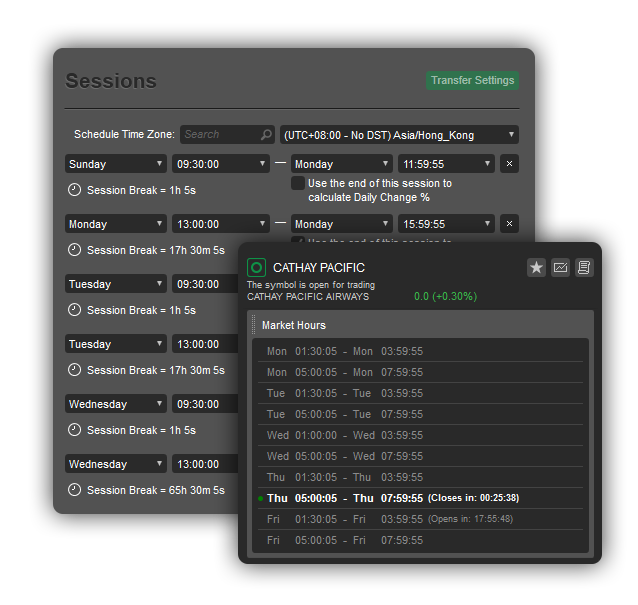 Sessions
Transfer Settings
Schedule Time Zone: Search (UTC+08:00 - No DST) Asia/Hong_Kong
Sunday 09:30:00 — Monday 11:59:55 ×
Session Break = 1h 5s
Use the end of this session to
calculate Daily Change %
Monday 13:00:00 — Monday 15:59:55 ×
Session Break = 17h 30m 5s
Use the end of this session to
Tuesday 09:30:00
Session Break = 1h 5s
Tuesday 13:00:00
Session Break = 17h 30m 5s
Wednesday 09:30:00
Session Break = 1h 5s
Wednesday 13:00:00
Session Break = 65h 30m 5s
CATHAY PACIFIC
The symbol is open for trading
CATHAY PACIFIC AIRWAYS 0.0 (+0.30%)
Market Hours
Mon 01:30:05 - Mon 03:59:55
Mon 05:00:05 - Mon 07:59:55
Tue 01:30:05 - Tue 03:59:55
Tue 05:00:05 - Tue 07:59:55
Wed 01:00:00 - Wed 03:59:55
Wed 05:00:05 - Wed 07:59:55
Thu 01:30:05 - Thu 03:59:55
Thu 05:00:05 - Thu 07:59:55 (Closes in: 00:25:38)
Fri 01:30:05 - Fri 03:59:55 (Opens in: 17:55:48)
Fri 05:00:05 - Fri 07:59:55